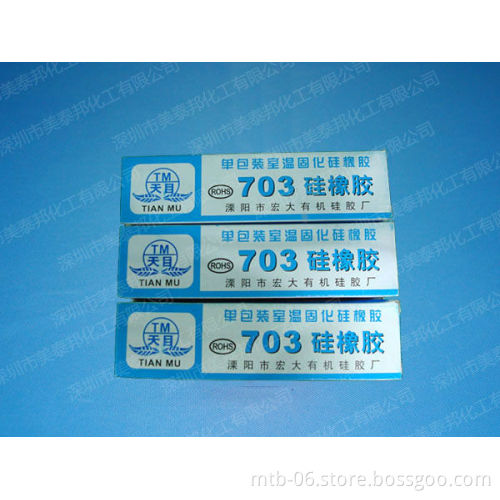 深圳市美泰邦化工有限公司
TM
天目
TIAN MU
单包装室温固化硅橡胶
ROHS 703 硅橡胶
溧阳市宏大有机硅胶厂
TM
天目
TIAN MU
单包装室温固化硅橡胶
ROHS 703 硅橡胶
溧阳市宏大有机硅胶厂
TM
天目
TIAN MU
单包装室温固化硅橡胶
ROHS 703 硅橡胶
溧阳市宏大有机硅胶厂
mtb-06.store.bossgoo.com